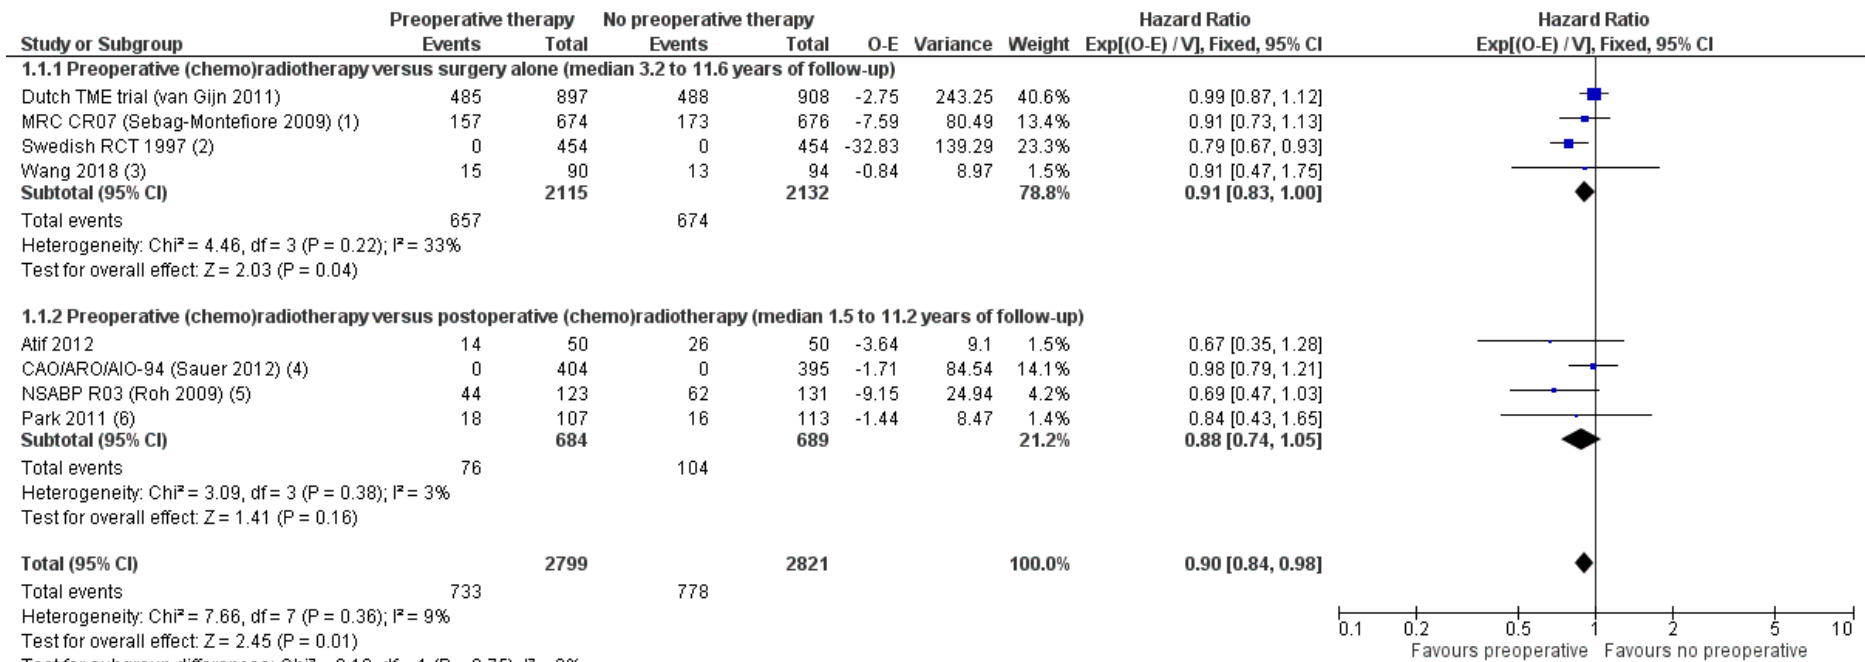 Preoperative therapy No preoperative therapy Hazard Ratio Hazard Ratio
Study or Subgroup Events Total Events Total O-E Variance Weight Exp[(O-E) / V], Fixed, 95% CI Exp[(O-E) / V], Fixed, 95% CI
1.1.1 Preoperative (chemo)radiotherapy versus surgery alone (median 3.2 to 11.6 years of follow-up)
Dutch TME trial (van Gijn 2011) 485 897 488 908 -2.75 243.25 40.6% 0.99 [0.87, 1.12]
MRC CR07 (Sebag-Montefiore 2009) (1) 157 674 173 676 -7.59 80.49 13.4% 0.91 [0.73, 1.13]
Swedish RCT 1997 (2) 0 454 0 454 -32.83 139.29 23.3% 0.79 [0.67, 0.93]
Wang 2018 (3) 15 90 13 94 -0.84 8.97 1.5% 0.91 [0.47, 1.75]
Subtotal (95% CI) 2115 2132 78.8% 0.91 [0.83, 1.00]
Total events 657 674
Heterogeneity: Chi² = 4.46, df = 3 (P = 0.22); I² = 33%
Test for overall effect: Z = 2.03 (P = 0.04)
1.1.2 Preoperative (chemo)radiotherapy versus postoperative (chemo)radiotherapy (median 1.5 to 11.2 years of follow-up)
Atif 2012 14 50 26 50 -3.64 9.1 1.5% 0.67 [0.35, 1.28]
CAO/ARO/AIO-94 (Sauer 2012) (4) 0 404 0 395 -1.71 84.54 14.1% 0.98 [0.79, 1.21]
NSABP R03 (Roh 2009) (5) 44 123 62 131 -9.15 24.94 4.2% 0.69 [0.47, 1.03]
Park 2011 (6) 18 107 16 113 -1.44 8.47 1.4% 0.84 [0.43, 1.65]
Subtotal (95% CI) 684 689 21.2% 0.88 [0.74, 1.05]
Total events 76 104
Heterogeneity: Chi² = 3.09, df = 3 (P = 0.38); I² = 3%
Test for overall effect: Z = 1.41 (P = 0.16)
Total (95% CI) 2799 2821 100.0% 0.90 [0.84, 0.98]
Total events 733 778
Heterogeneity: Chi² = 7.66, df = 7 (P = 0.36); I² = 9%
0.1 0.2 0.5 1 2 5 10
Test for overall effect: Z = 2.45 (P = 0.01)
Favours preoperative Favours no preoperative